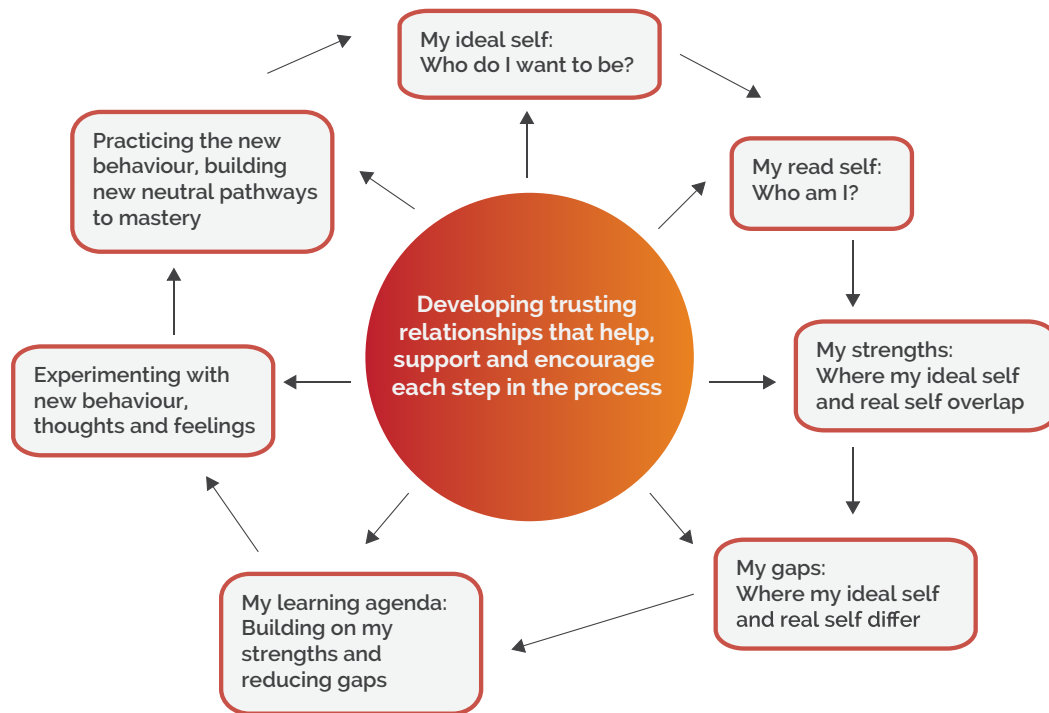 My ideal self:
Who do I want to be?
My read self:
Who am I?
My strengths:
Where my ideal self
and real self overlap
My gaps:
Where my ideal self
and real self differ
My learning agenda:
Building on my
strengths and
reducing gaps
Experimenting with
new behaviour,
thoughts and feelings
Practicing the new
behaviour, building
new neutral pathways
to mastery
Developing trusting
relationships that help,
support and encourage
each step in the process